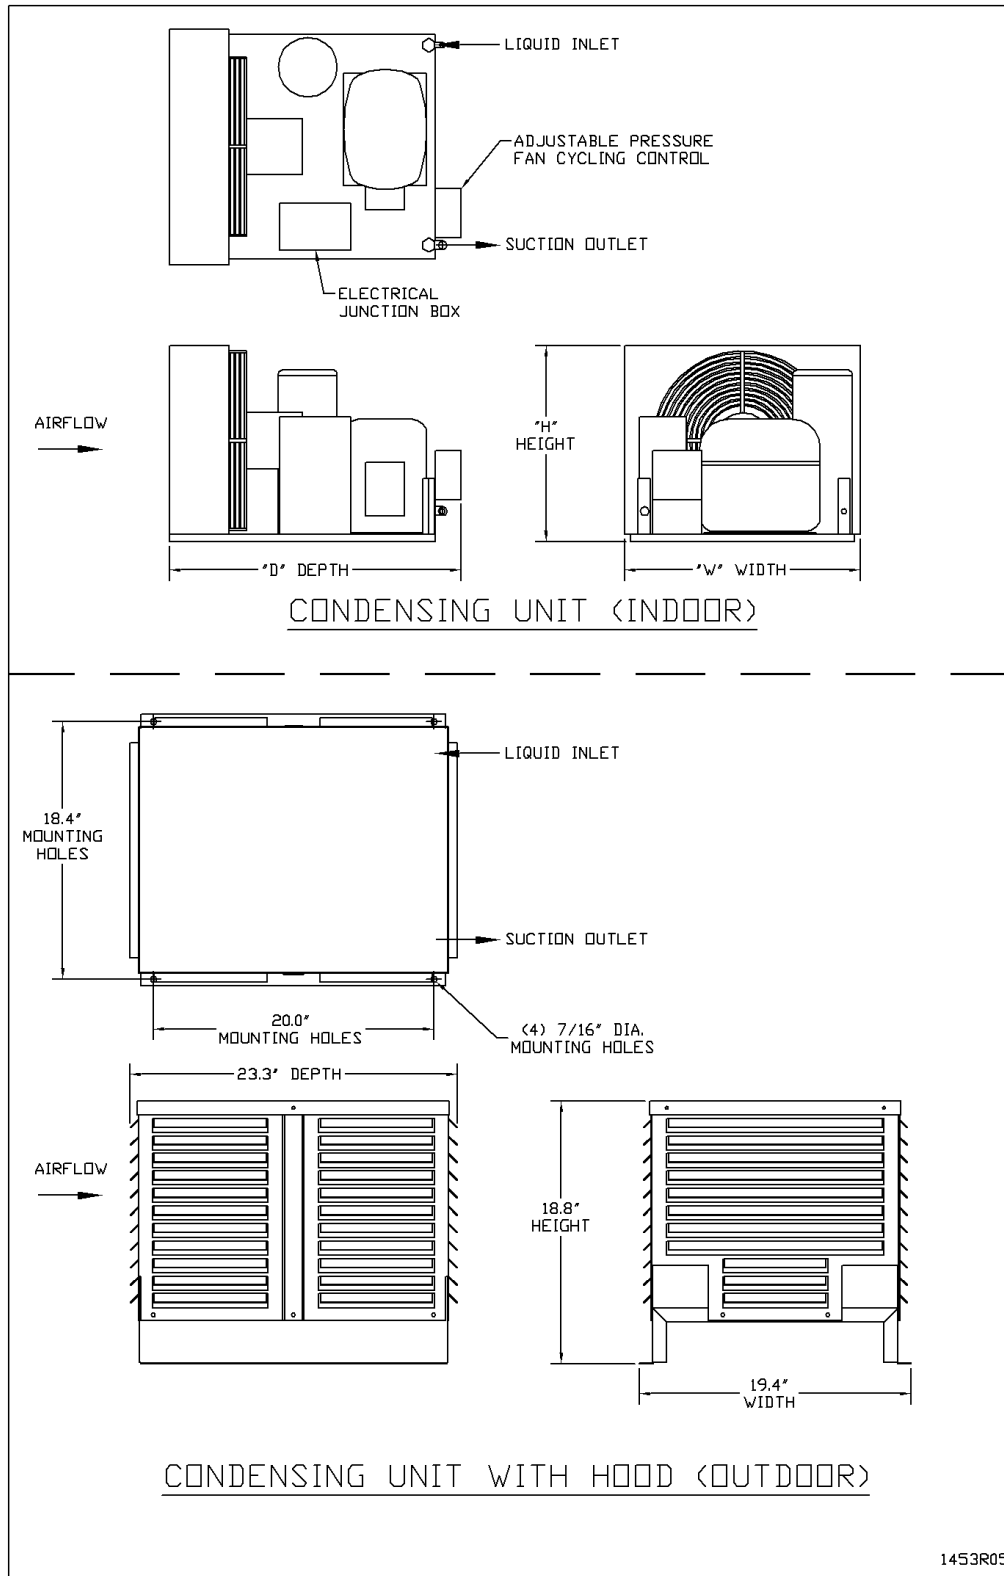 LIQUID INLET
ADJUSTABLE PRESSURE
FAN CYCLING CONTROL
SUCTION OUTLET
ELECTRICAL
JUNCTION BOX
AIRFLOW
"H"
HEIGHT
"D" DEPTH
"W" WIDTH
CONDENSING UNIT (INDOOR)
LIQUID INLET
18.4"
MOUNTING
HOLES
SUCTION OUTLET
20.0"
MOUNTING HOLES
(4) 7/16" DIA.
MOUNTING HOLES
23.3" DEPTH
AIRFLOW
18.8"
HEIGHT
19.4"
WIDTH
CONDENSING UNIT WITH HOOD (OUTDOOR)
1453R05